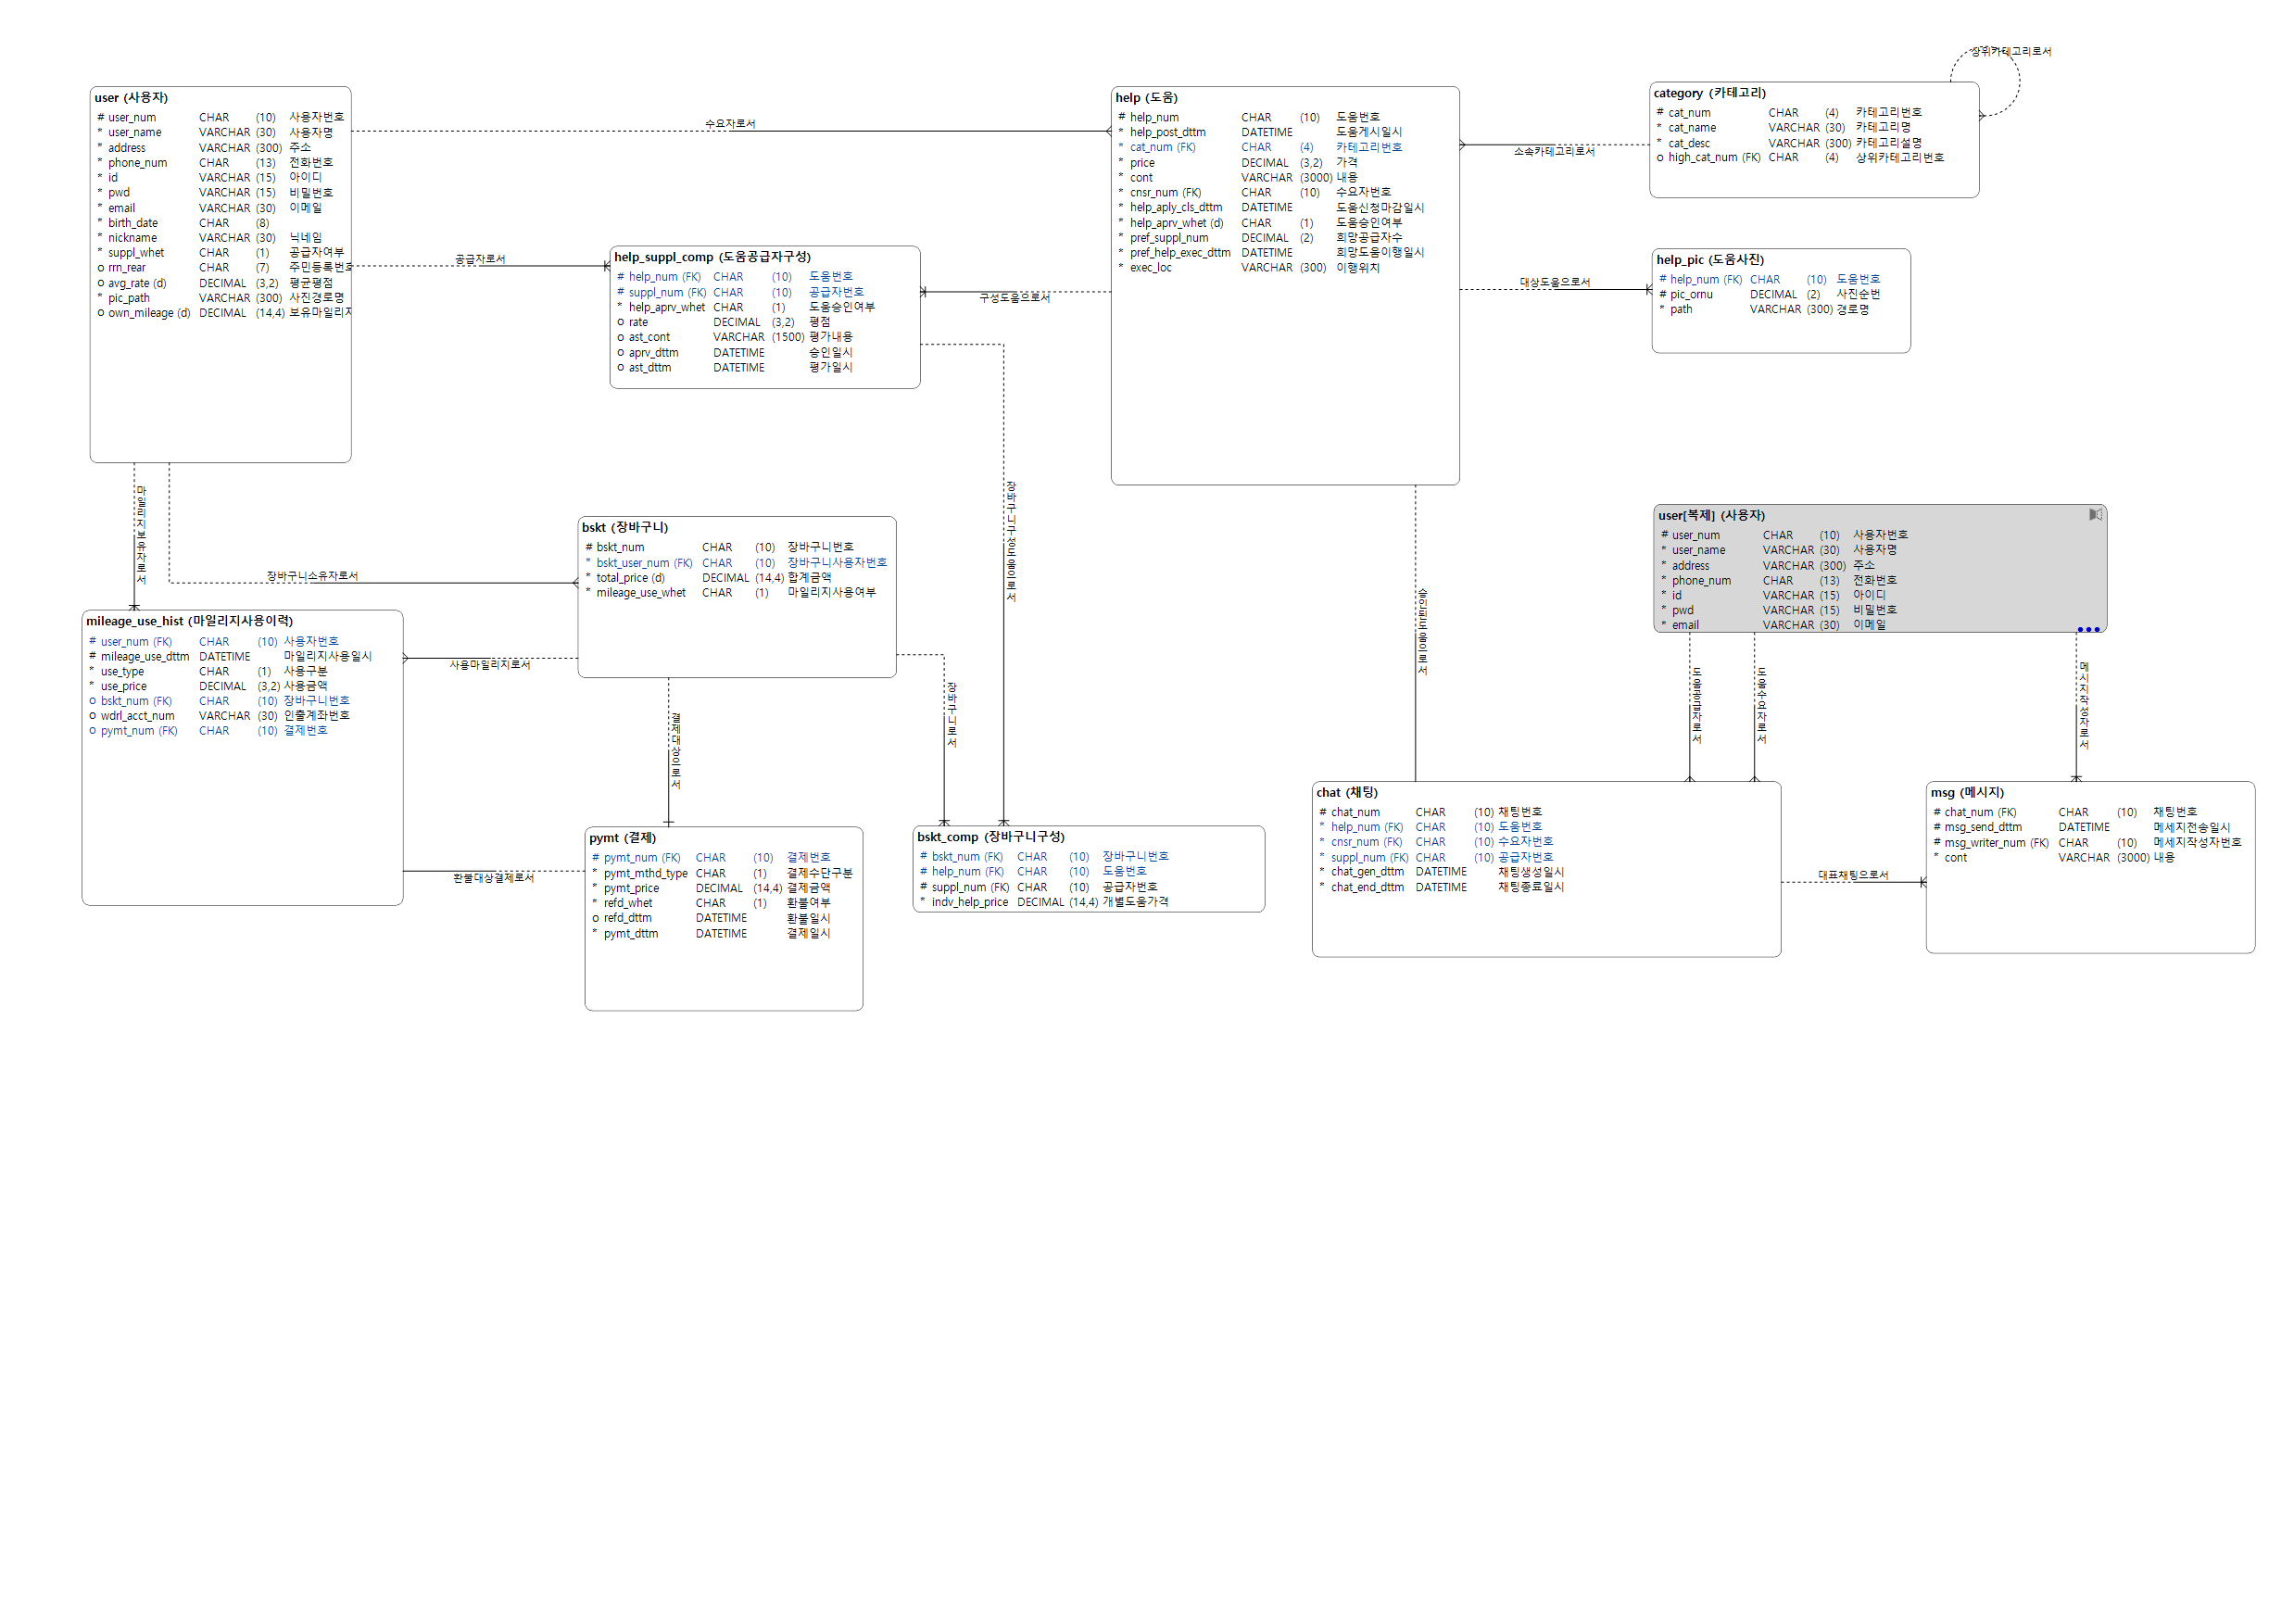 상위카테고리로서
user (사용자)
# user_num CHAR (10) 사용자번호
* user_name VARCHAR (30) 사용자명
* address VARCHAR (300) 주소
* phone_num CHAR (13) 전화번호
* id VARCHAR (15) 아이디
* pwd VARCHAR (15) 비밀번호
* email VARCHAR (30) 이메일
* birth_date CHAR (8)
* nickname VARCHAR (30) 닉네임
* suppl_whet CHAR (1) 공급자여부
o rrn_rear CHAR (7) 주민등록번호
o avg_rate (d) DECIMAL (3,2) 평균평점
* pic_path VARCHAR (300) 사진경로명
o own_mileage (d) DECIMAL (14,4) 보유마일리지
수요자로서
공급자로서
help_suppl_comp (도움공급자구성)
# help_num (FK) CHAR (10) 도움번호
# suppl_num (FK) CHAR (10) 공급자번호
* help_aprv_whet CHAR (1) 도움승인여부
o rate DECIMAL (3,2) 평점
o ast_cont VARCHAR (1500) 평가내용
o aprv_dttm DATETIME 승인일시
o ast_dttm DATETIME 평가일시
구성도움으로서
help (도움)
# help_num CHAR (10) 도움번호
* help_post_dttm DATETIME 도움게시일시
* cat_num (FK) CHAR (4) 카테고리번호
* price DECIMAL (3,2) 가격
* cont VARCHAR (3000) 내용
* cnsr_num (FK) CHAR (10) 수요자번호
* help_aply_cls_dttm DATETIME 도움신청마감일시
* help_aprv_whet (d) CHAR (1) 도움승인여부
* pref_suppl_num DECIMAL (2) 희망공급자수
* pref_help_exec_dttm DATETIME 희망도움이행일시
* exec_loc VARCHAR (300) 이행위치
소속카테고리로서
category (카테고리)
# cat_num CHAR (4) 카테고리번호
* cat_name VARCHAR (30) 카테고리명
* cat_desc VARCHAR (300) 카테고리설명
o high_cat_num (FK) CHAR (4) 상위카테고리번호
대상도움으로서
help_pic (도움사진)
# help_num (FK) CHAR (10) 도움번호
# pic_ornu DECIMAL (2) 사진순번
* path VARCHAR (300) 경로명
마일리지보유자로서
장바구니소유자로서
bskt (장바구니)
# bskt_num CHAR (10) 장바구니번호
* bskt_user_num (FK) CHAR (10) 장바구니사용자번호
* total_price (d) DECIMAL (14,4) 합계금액
* mileage_use_whet CHAR (1) 마일리지사용여부
장바구니구성도움으로서
승인된도움으로서
user[복제] (사용자)
# user_num CHAR (10) 사용자번호
* user_name VARCHAR (30) 사용자명
* address VARCHAR (300) 주소
* phone_num CHAR (13) 전화번호
* id VARCHAR (15) 아이디
* pwd VARCHAR (15) 비밀번호
* email VARCHAR (30) 이메일
mileage_use_hist (마일리지사용이력)
# user_num (FK) CHAR (10) 사용자번호
# mileage_use_dttm DATETIME 마일리지사용일시
* use_type CHAR (1) 사용구분
* use_price DECIMAL (3,2) 사용금액
o bskt_num (FK) CHAR (10) 장바구니번호
o wdrl_acct_num VARCHAR (30) 인출계좌번호
o pymt_num (FK) CHAR (10) 결제번호
사용마일리지로서
결제대상으로서
장바구니로서
도움공급자로서
도움수요자로서
메시지작성자로서
환불대상결제로서
pymt (결제)
# pymt_num (FK) CHAR (10) 결제번호
* pymt_mthd_type CHAR (1) 결제수단구분
* pymt_price DECIMAL (14,4) 결제금액
* refd_whet CHAR (1) 환불여부
o refd_dttm DATETIME 환불일시
* pymt_dttm DATETIME 결제일시
bskt_comp (장바구니구성)
# bskt_num (FK) CHAR (10) 장바구니번호
# help_num (FK) CHAR (10) 도움번호
# suppl_num (FK) CHAR (10) 공급자번호
* indv_help_price DECIMAL (14,4) 개별도움가격
chat (채팅)
# chat_num CHAR (10) 채팅번호
* help_num (FK) CHAR (10) 도움번호
* cnsr_num (FK) CHAR (10) 수요자번호
* suppl_num (FK) CHAR (10) 공급자번호
* chat_gen_dttm DATETIME 채팅생성일시
* chat_end_dttm DATETIME 채팅종료일시
대표채팅으로서
msg (메시지)
# chat_num (FK) CHAR (10) 채팅번호
# msg_send_dttm DATETIME 메세지전송일시
# msg_writer_num (FK) CHAR (10) 메세지작성자번호
* cont VARCHAR (3000) 내용